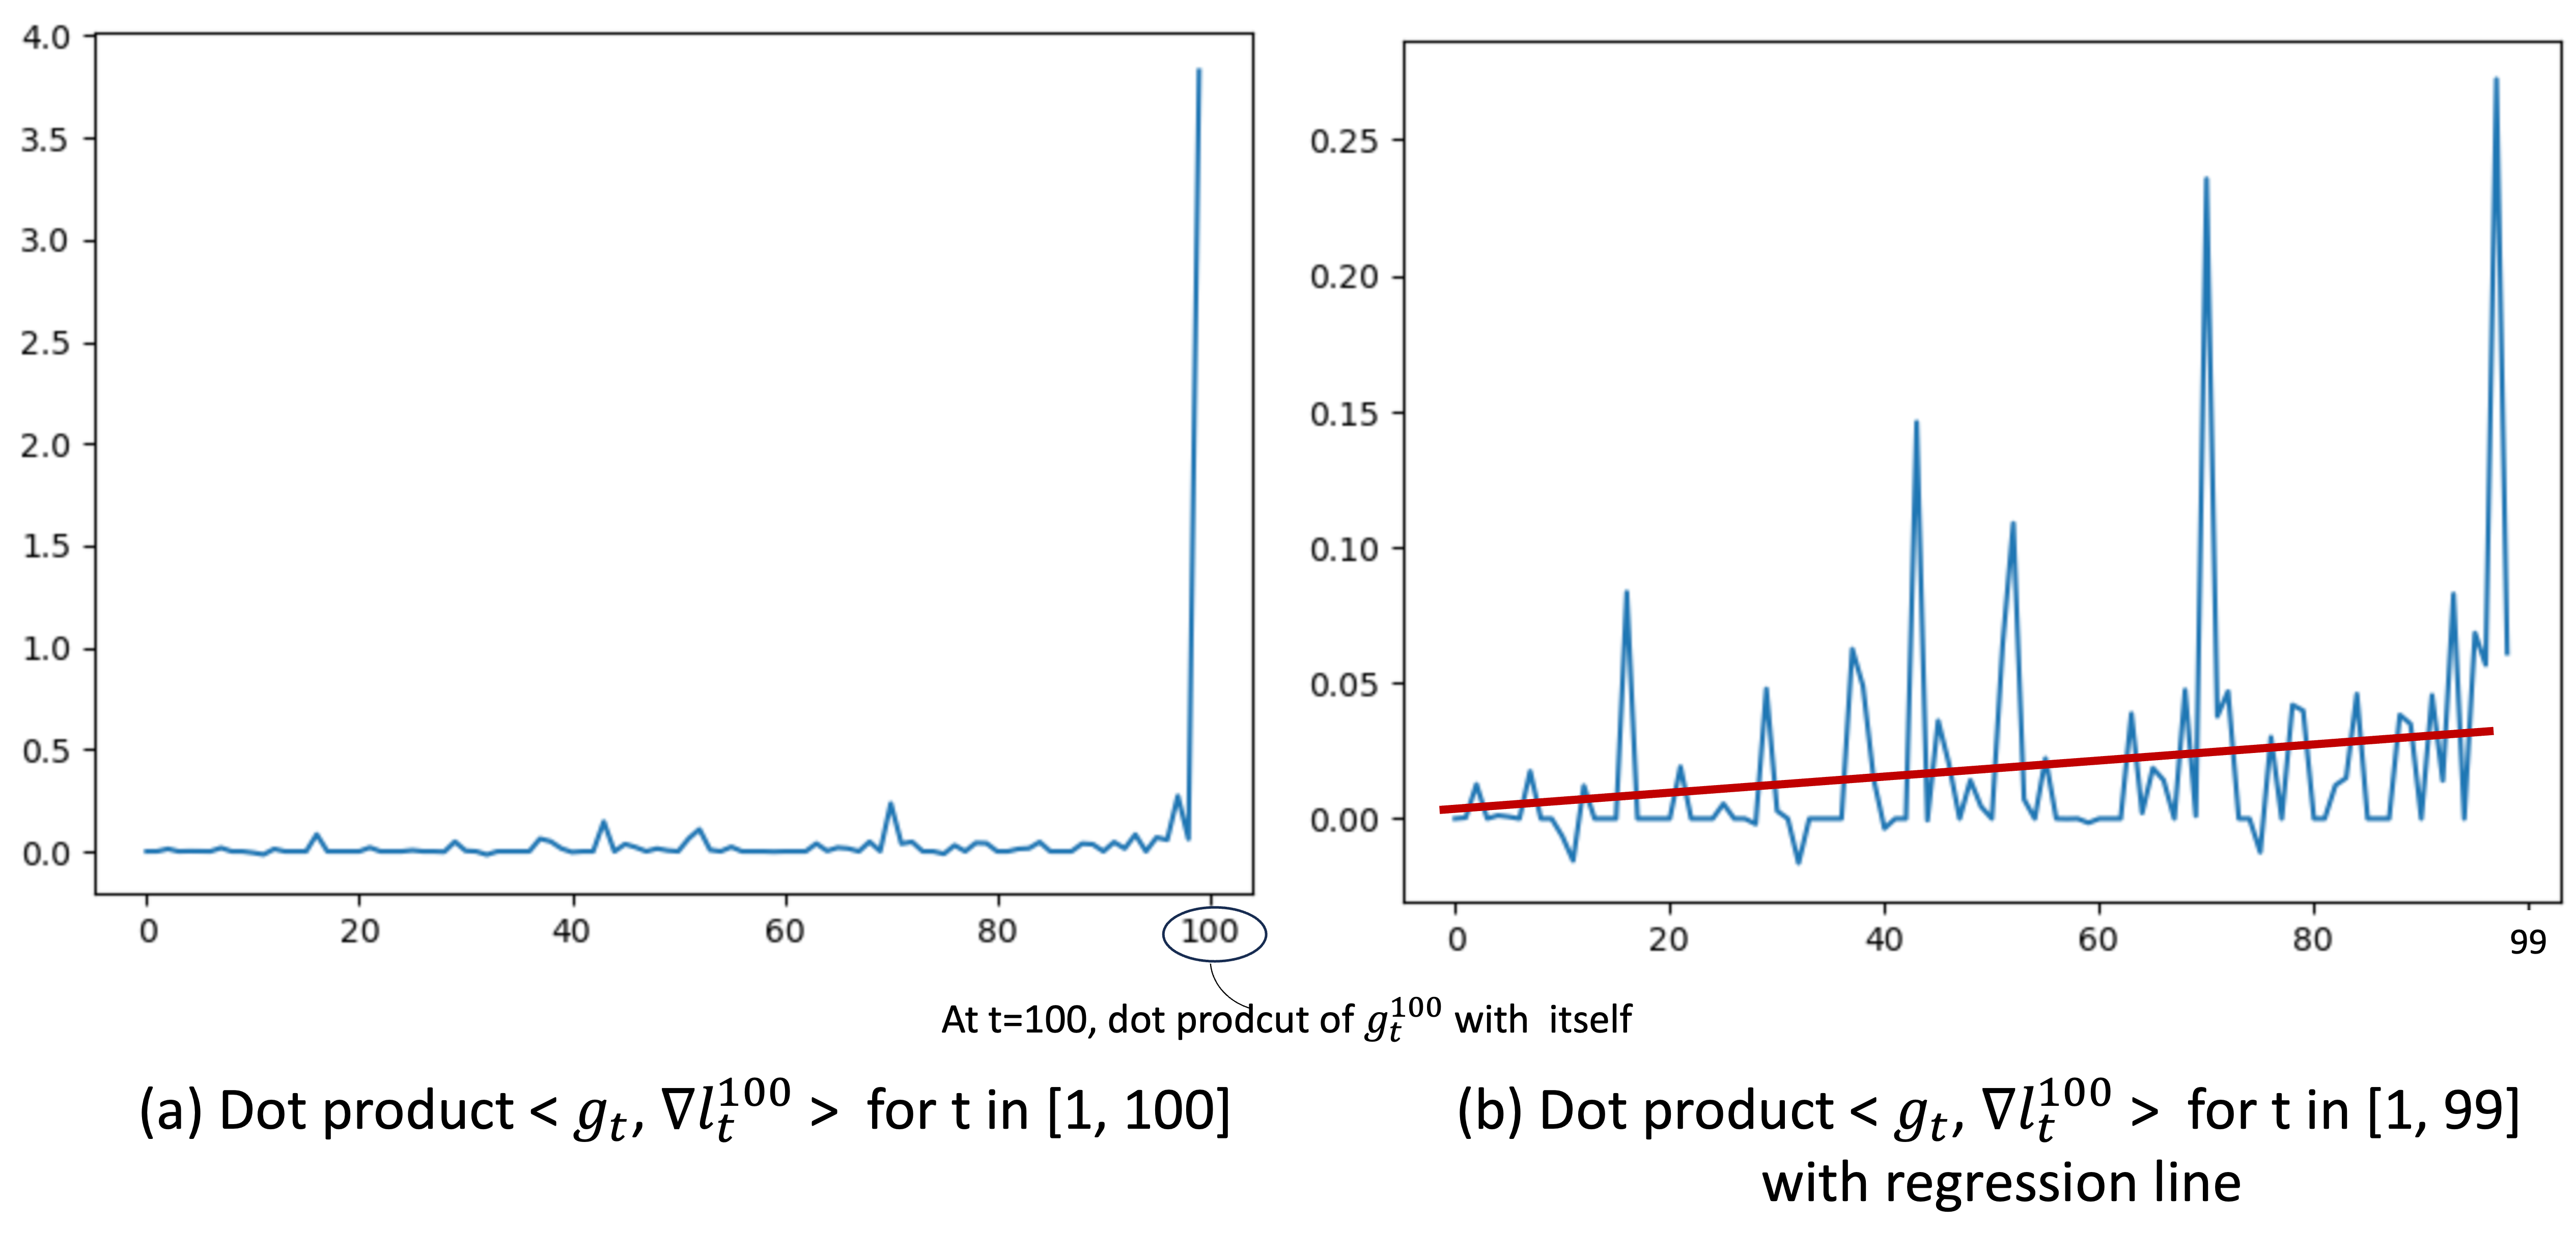 4.0
3.5
3.0
2.5
2.0
1.5
1.0
0.5
0.0
0 20 40 60 80 100
0.25
0.20
0.15
0.10
0.05
0.00
0 20 40 60 80 99
At t=100, dot prodcut of $g_t^{100}$ with itself
(a) Dot product < $g_t$, $\nabla l_t^{100}$ > for t in [1, 100]
(b) Dot product < $g_t$, $\nabla l_t^{100}$ > for t in [1, 99]
with regression line